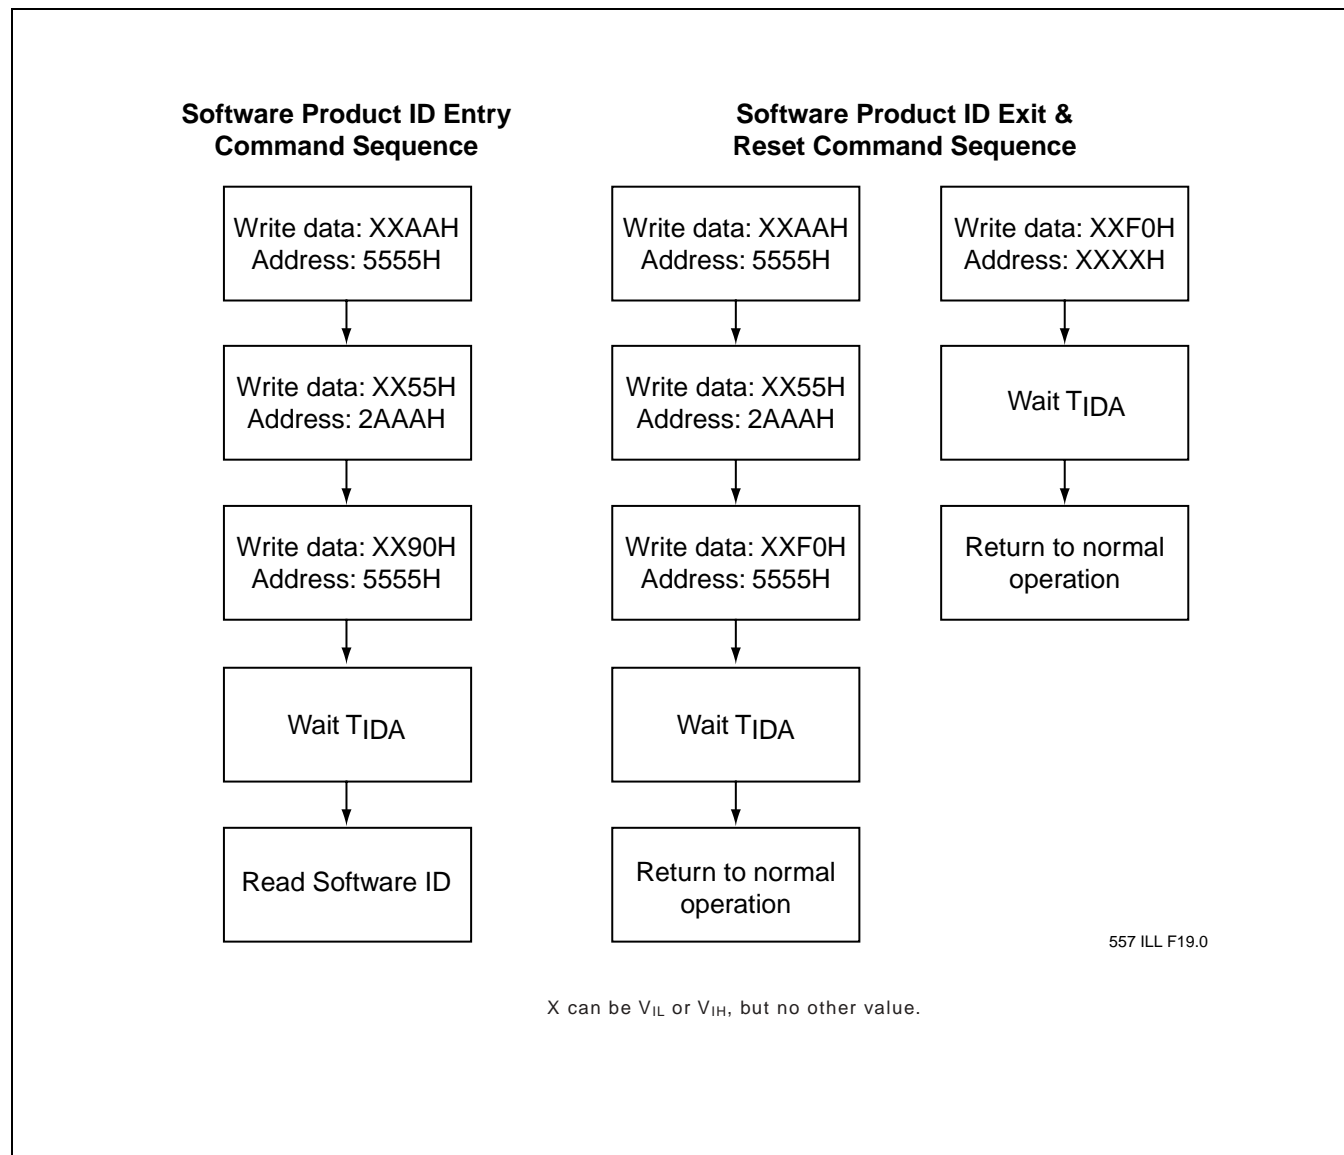 Software Product ID Entry
Command Sequence
Write data: XXAAH
Address: 5555H
Write data: XX55H
Address: 2AAAH
Write data: XX90H
Address: 5555H
Wait TIDA
Read Software ID
Software Product ID Exit &
Reset Command Sequence
Write data: XXAAH
Address: 5555H
Write data: XX55H
Address: 2AAAH
Write data: XXF0H
Address: 5555H
Wait TIDA
Return to normal
operation
Write data: XXF0H
Address: XXXXH
Wait TIDA
Return to normal
operation
557 ILL F19.0
X can be VIL or VIH, but no other value.